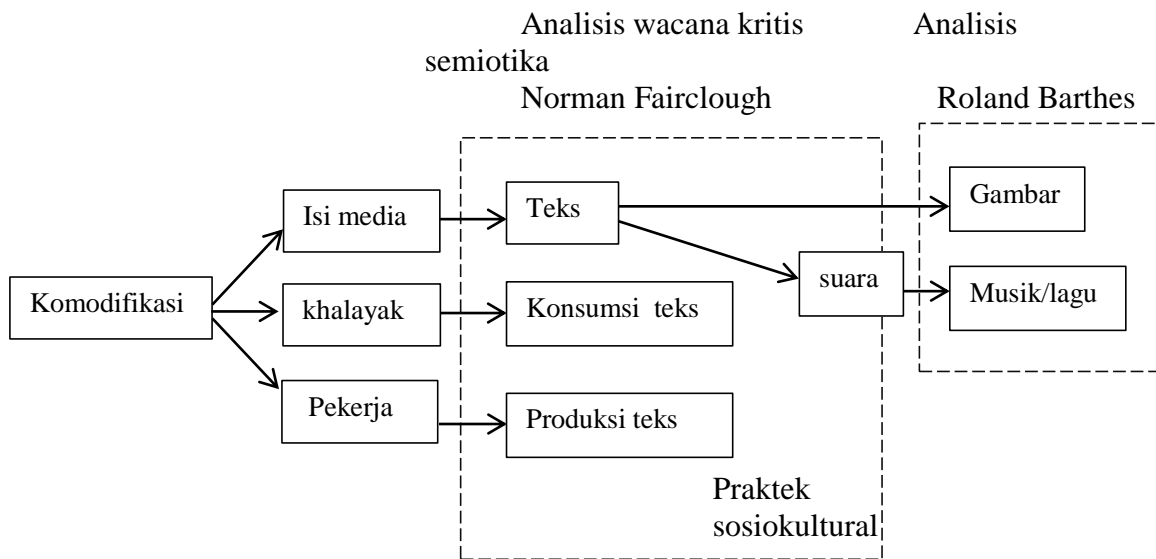 Analisis wacana kritis Analisis
semiotika
Norman Fairclough Roland Barthes
Isi media
Teks
Gambar
Komodifikasi
khalayak
Konsumsi teks
suara
Musik/lagu
Pekerja
Produksi teks
Praktek
sosiokultural